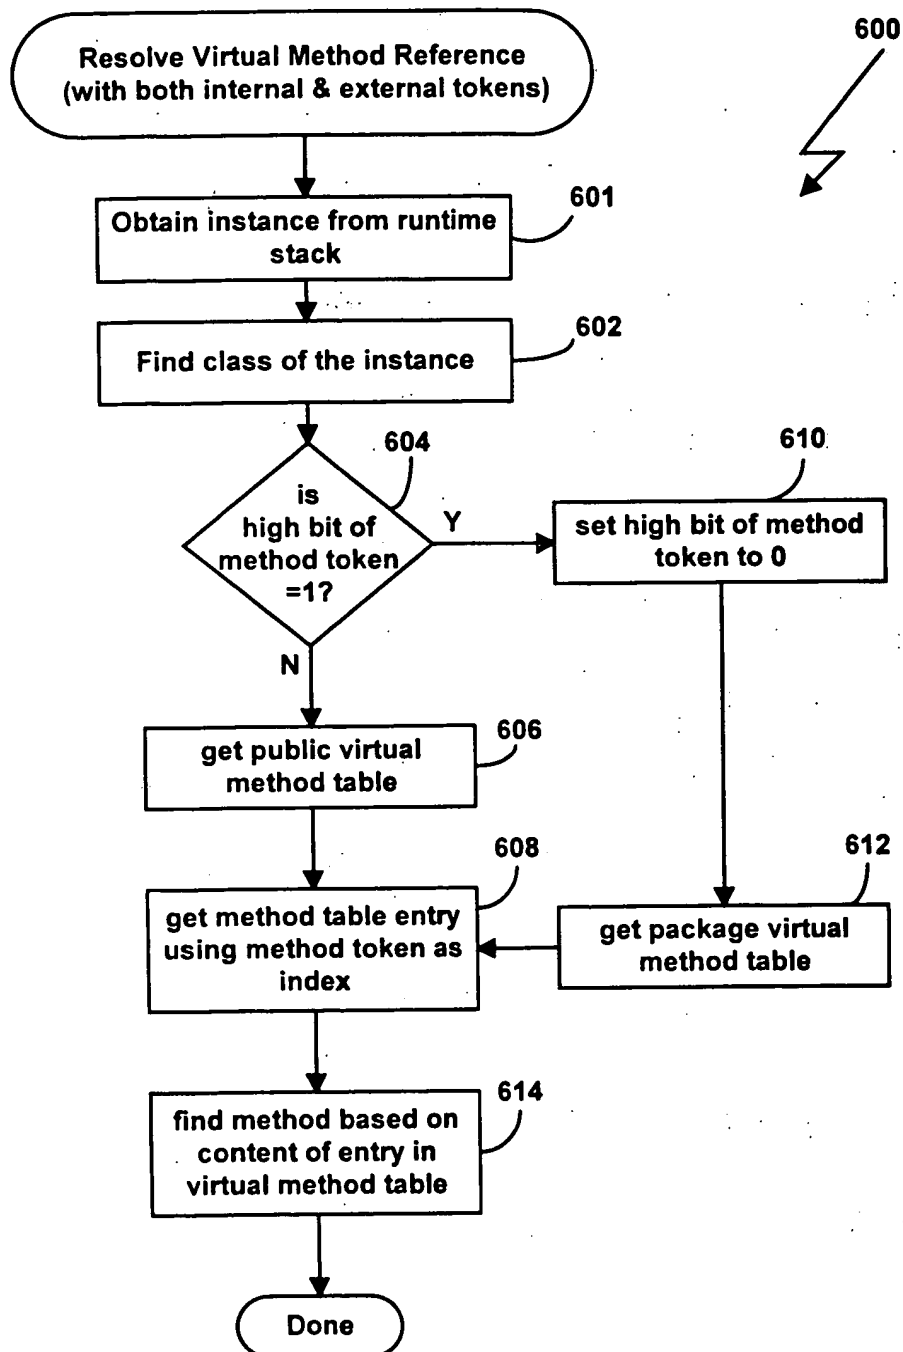 Resolve Virtual Method Reference
(with both internal & external tokens)
600
Obtain instance from runtime
stack
601
Find class of the instance
602
is
high bit of
method token
=1?
604
Y
N
set high bit of method
token to 0
610
get public virtual
method table
606
get method table entry
using method token as
index
608
get package virtual
method table
612
find method based on
content of entry in
virtual method table
614
Done